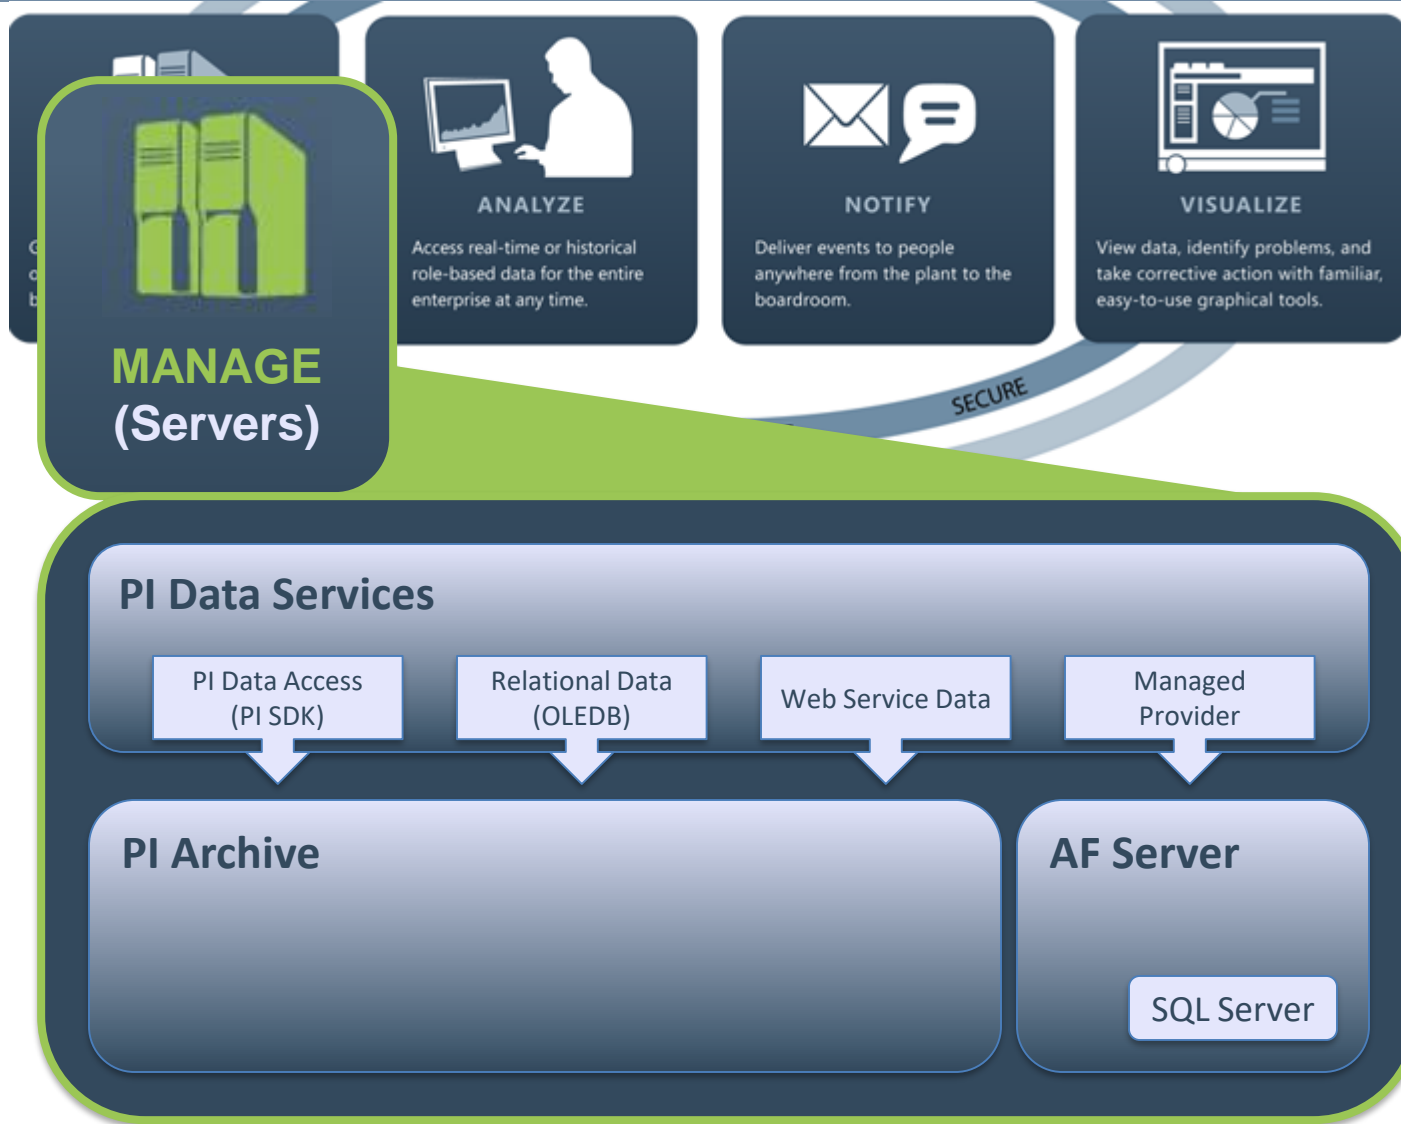 ANALYZE
Access real-time or historical
role-based data for the entire
enterprise at any time.
NOTIFY
Deliver events to people
anywhere from the plant to the
boardroom.
VISUALIZE
View data, identify problems, and
take corrective action with familiar,
easy-to-use graphical tools.
MANAGE
(Servers)
SECURE
PI Data Services
PI Data Access
(PI SDK)
Relational Data
(OLEDB)
Web Service Data
Managed
Provider
PI Archive
AF Server
SQL Server